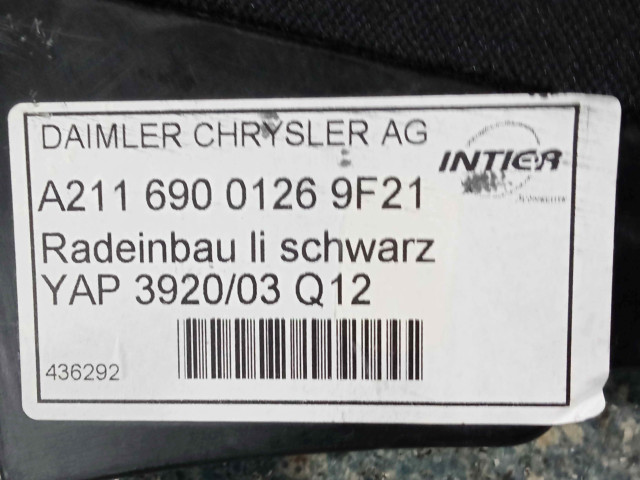 DAIMLER CHRYSLER AG
INTIER
A211 690 0126 9F21
Radeinbau li schwarz
YAP 3920/03 Q12
436292